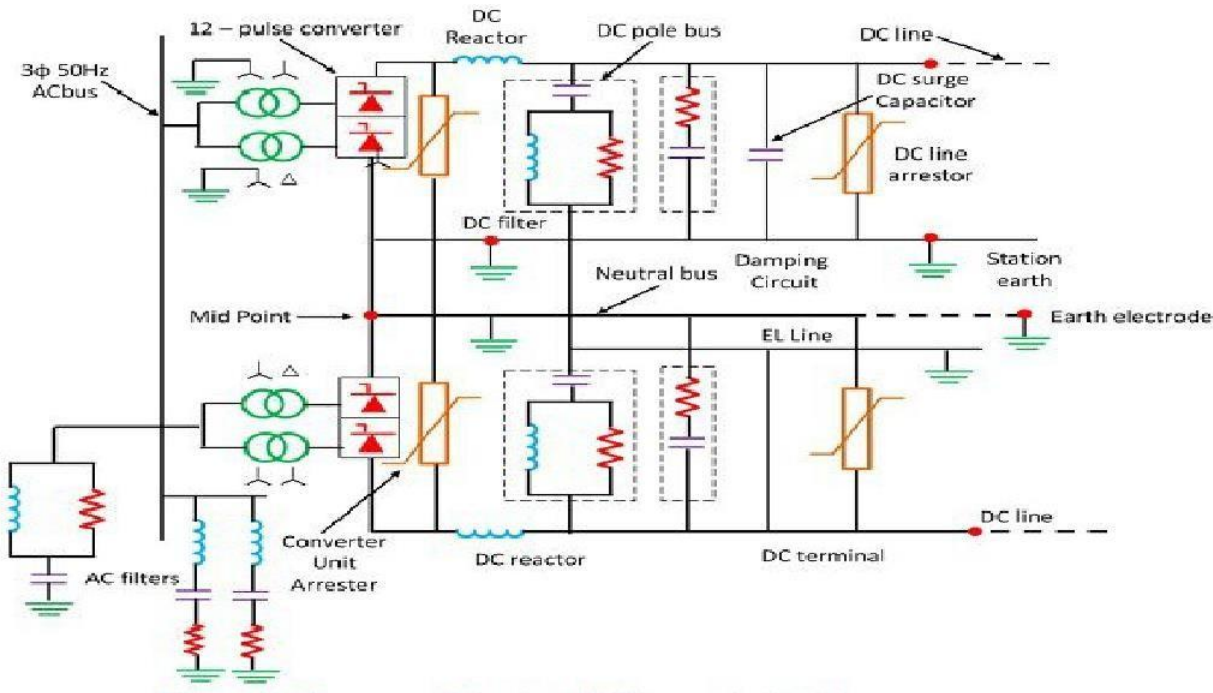 DC
Reactor
12 – pulse converter
DC pole bus
DC line
3ϕ 50Hz
ACbus
DC surge
Capacitor
DC line
arrestor
DC filter
Damping
Circuit
Station
earth
Neutral bus
Mid Point
Earth electrode
EL Line
DC line
Converter
Unit
Arrester
DC reactor
DC terminal
AC filters